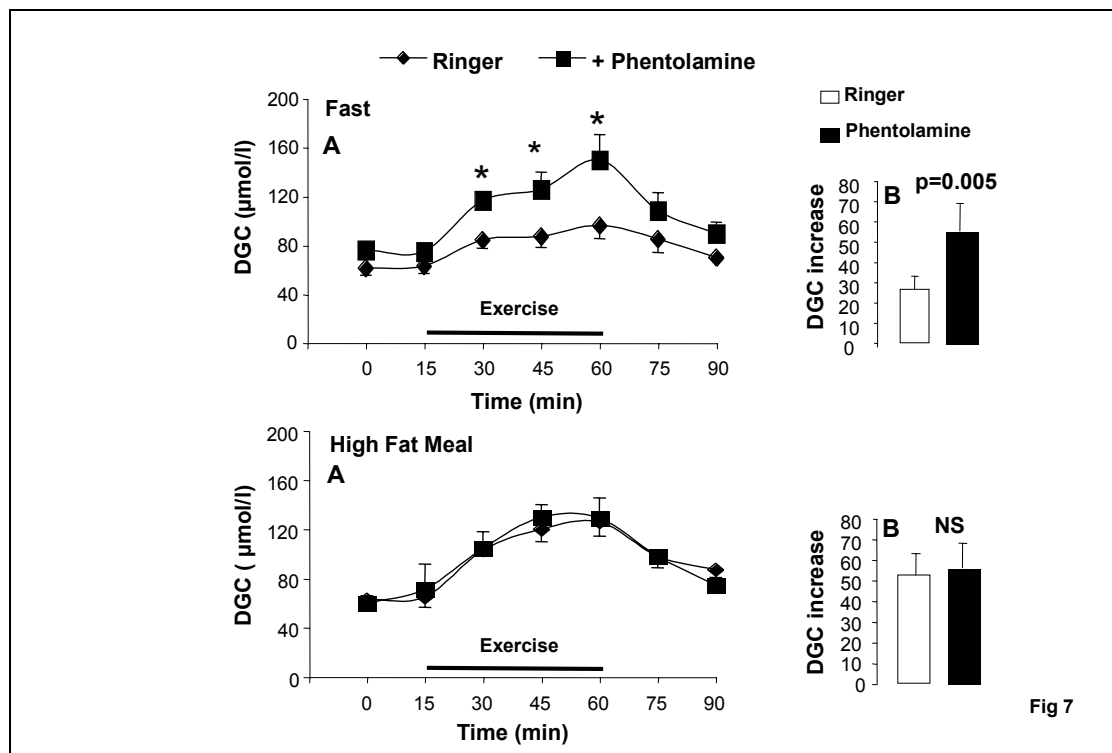 Ringer + Phentolamine
200
160
120
80
40
0
DGC (µmol/l)
Fast
A
*
*
*
Exercise
0 15 30 45 60 75 90
Time (min)
Ringer
Phentolamine
80
70
60
50
40
30
20
10
0
DGC increase
B p=0.005
200
160
120
80
40
0
DGC ( µmol/l)
High Fat Meal
A
Exercise
0 15 30 45 60 75 90
Time (min)
80
70
60
50
40
30
20
10
0
DGC increase
B NS
Fig 7